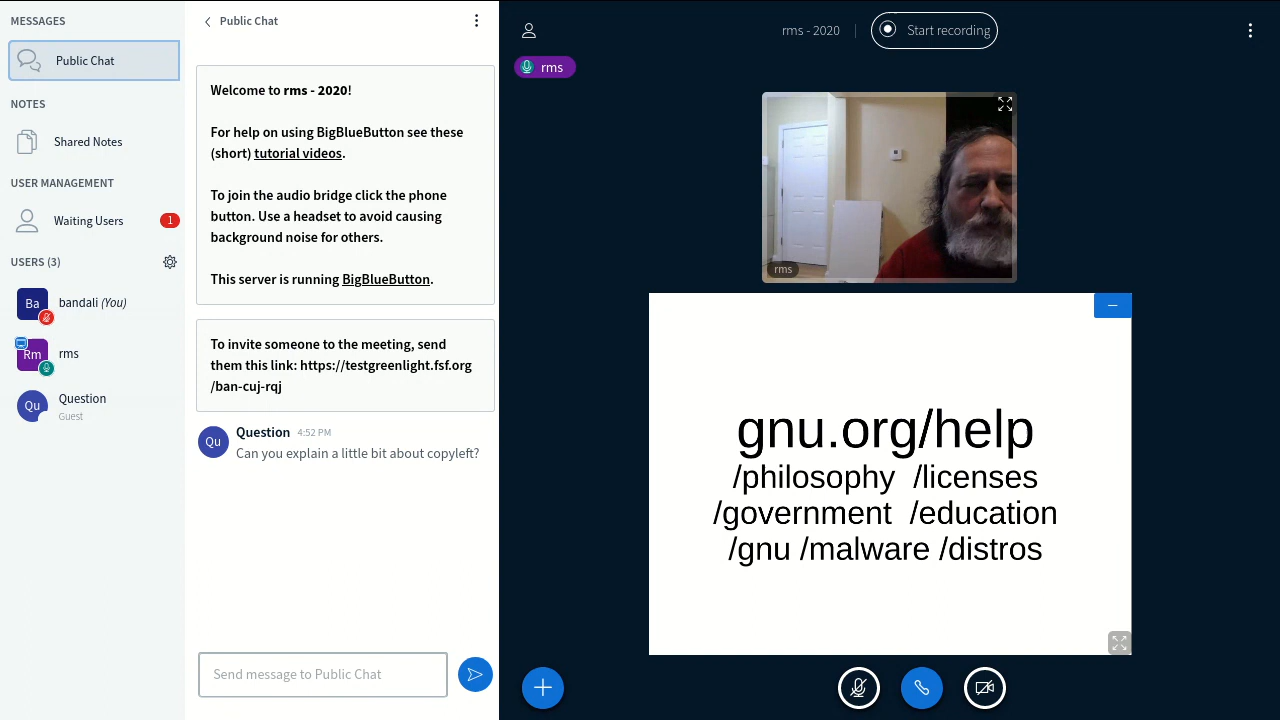 MESSAGES
Public Chat
NOTES
Shared Notes
USER MANAGEMENT
Waiting Users
1
USERS (3)
Ba
bandali (You)
Rm
rms
Qu
Question
Guest
Public Chat
Welcome to rms - 2020!
For help on using BigBlueButton see these
(short) tutorial videos.
To join the audio bridge click the phone
button. Use a headset to avoid causing
background noise for others.
This server is running BigBlueButton.
To invite someone to the meeting, send
them this link: https://testgreenlight.fsf.org
/ban-cuj-rqj
Qu
Question 4:52 PM
Can you explain a little bit about copyleft?
Send message to Public Chat
rms - 2020
Start recording
rms
rms
gnu.org/help
/philosophy /licenses
/government /education
/gnu /malware /distros